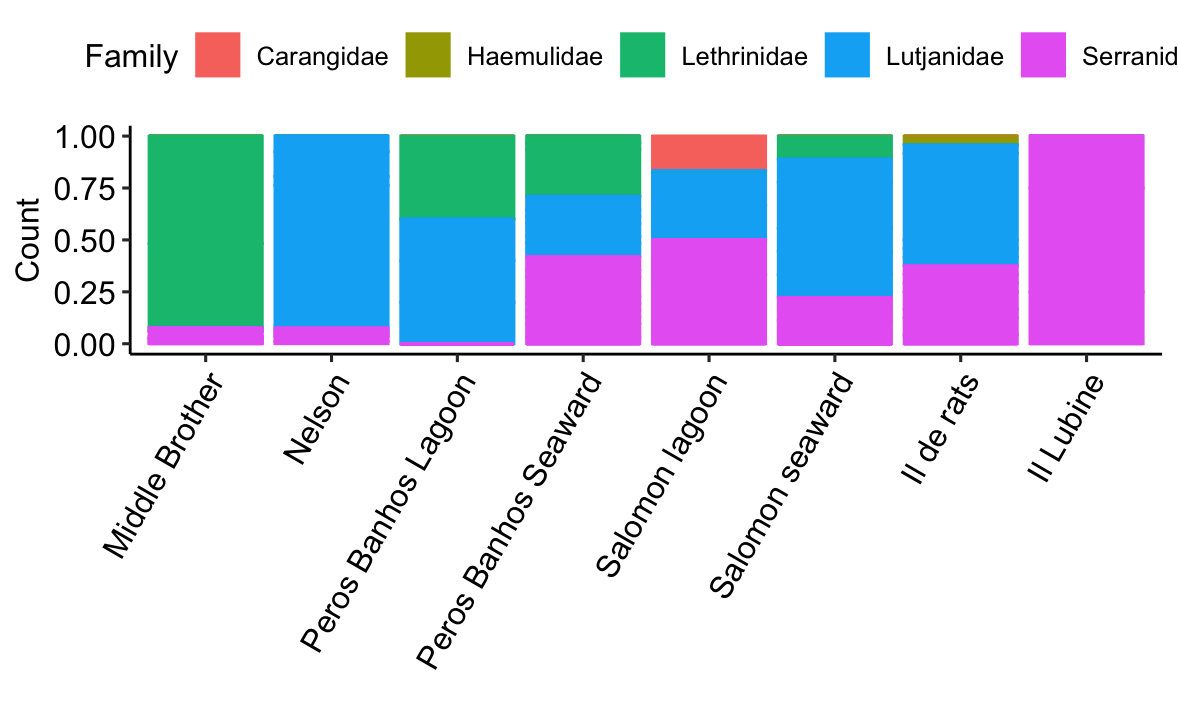 Family Carangidae Haemulidae Lethrinidae Lutjanidae Serranid
Count
1.00
0.75
0.50
0.25
0.00
Middle Brother
Nelson
Peros Banhos Lagoon
Peros Banhos Seaward
Salomon lagoon
Salomon seaward
Il de rats
Il Lubine